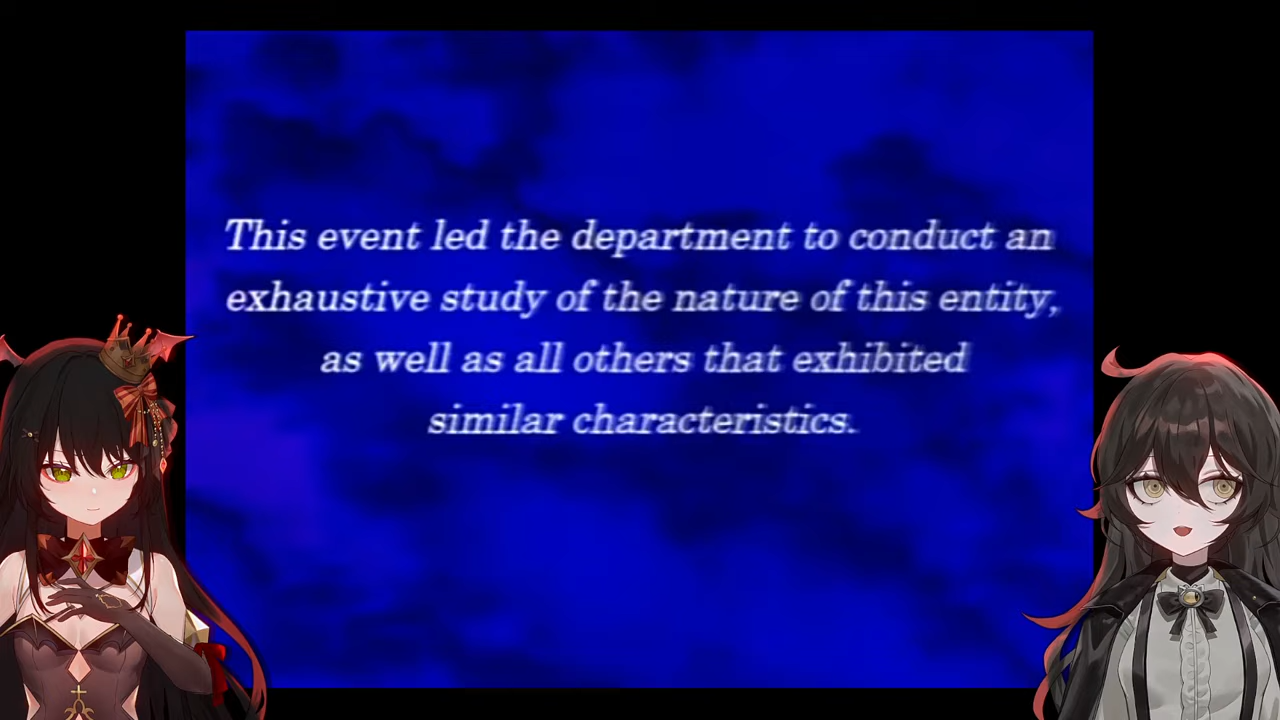 This event led the department to conduct an
exhaustive study of the nature of this entity,
as well as all others that exhibited
similar characteristics.